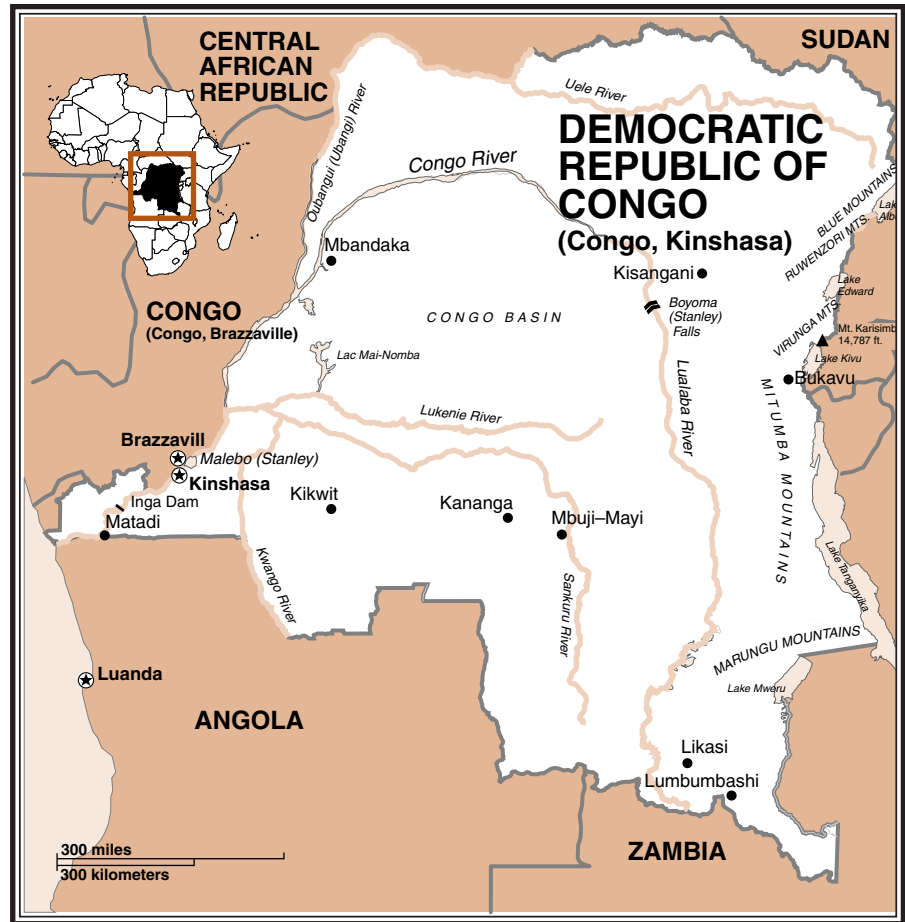 CENTRAL
AFRICAN
REPUBLIC
SUDAN
Uele River
Oubangui (Ubangi) River
Congo River
DEMOCRATIC
REPUBLIC OF
CONGO
(Congo, Kinshasa)
BLUE MOUNTAINS
Lak
Albe
RUWENZORI MTS.
Mbandaka
Kisangani
Lake
Edward
CONGO
(Congo, Brazzaville)
CONGO BASIN
Boyoma
(Stanley)
Falls
VIRUNGA MTS.
Mt. Karisimb
14,787 ft.
Lac Mai-Nomba
Lake Kivu
Bukavu
Lualaba River
MITUMBA MOUNTAINS
Lukenie River
Brazzavill
Malebo (Stanley)
Kinshasa
Inga Dam
Matadi
Kikwit
Kananga
Mbuji–Mayi
Kwango River
Sankuru River
Lake Tanganyika
MARUNGU MOUNTAINS
Lake Mweru
Luanda
ANGOLA
Likasi
Lumbumbashi
ZAMBIA
300 miles
300 kilometers